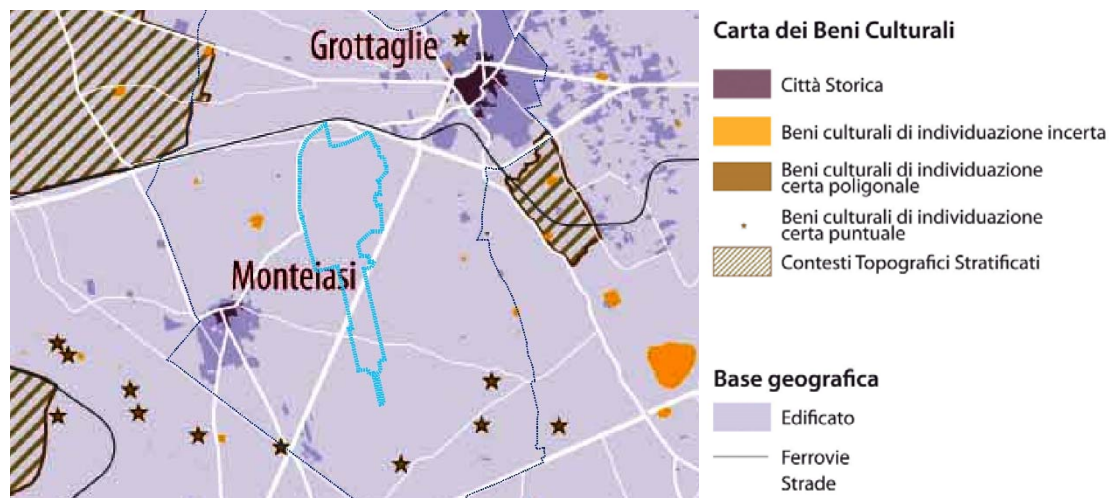 Grottaglie
Monteiasi
Carta dei Beni Culturali
Città Storica
Beni culturali di individuazione incerta
Beni culturali di individuazione
certa poligonale
Beni culturali di individuazione
certa puntuale
Contesti Topografici Stratificati
Base geografica
Edificato
Ferrovie
Strade